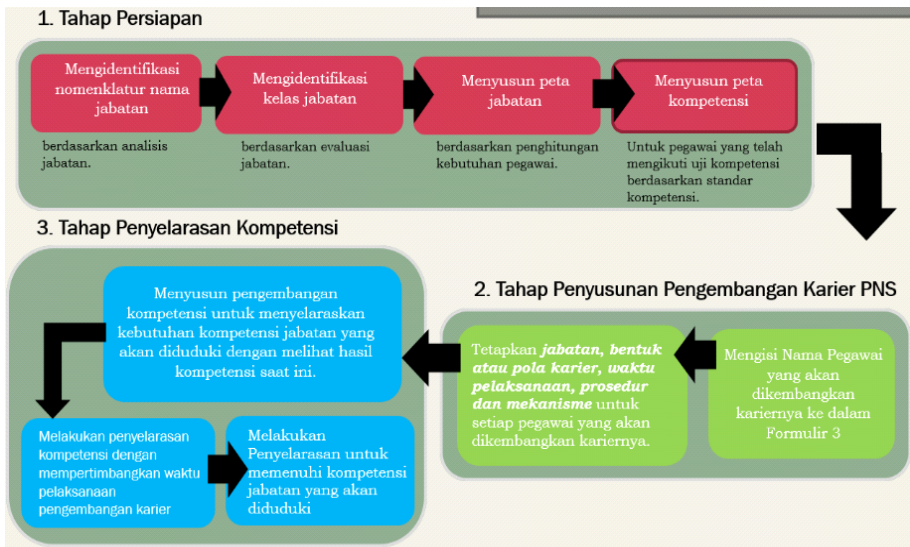 1. Tahap Persiapan
Mengidentifikasi
nomenklatur nama
jabatan
berdasarkan analisis
jabatan.
Mengidentifikasi
kelas jabatan
berdasarkan evaluasi
jabatan.
Menyusun peta
jabatan
berdasarkan penghitungan
kebutuhan pegawai.
Menyusun peta
kompetensi
Untuk pegawai yang telah
mengikuti uji kompetensi
berdasarkan standar
kompetensi.
2. Tahap Penyusunan Pengembangan Karier PNS
Mengisi Nama Pegawai
yang akan
dikembangkan
kariernya ke dalam
Formulir 3
Tetapkan jabatan, bentuk
atau pola karier, waktu
pelaksanaan, prosedur
dan mekanisme untuk
setiap pegawai yang akan
dikembangkan kariernya.
3. Tahap Penyelarasan Kompetensi
Menyusun pengembangan
kompetensi untuk menyelaraskan
kebutuhan kompetensi jabatan yang
akan diduduki dengan melihat hasil
kompetensi saat ini.
Melakukan penyelarasan
kompetensi dengan
mempertimbangkan waktu
pelaksanaan
pengembangan karier
Melakukan
Penyelarasan untuk
memenuhi kompetensi
jabatan yang akan
diduduki